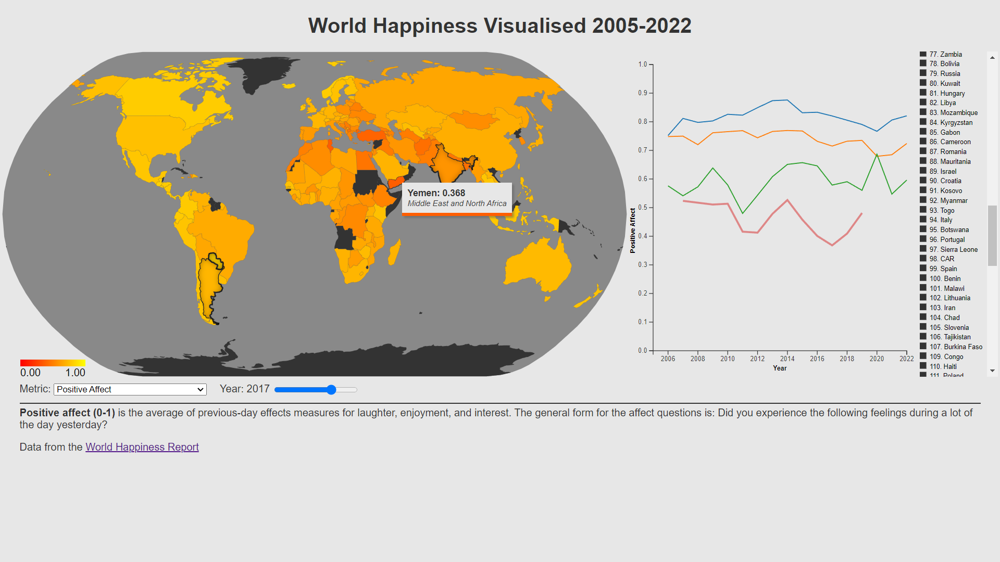 World Happiness Visualised 2005-2022
Yemen: 0.368
Middle East and North Africa
0.00 1.00
1.0
0.9
0.8
0.7
0.6
0.5
0.4
0.3
0.2
0.1
0.0
Positive Affect
2006 2008 2010 2012 2014 2016 2018 2020 2022
Year
77. Zambia
78. Bolivia
79. Russia
80. Kuwait
81. Hungary
82. Libya
83. Mozambique
84. Kyrgyzstan
85. Gabon
86. Cameroon
87. Romania
88. Mauritania
89. Israel
90. Croatia
91. Kosovo
92. Myanmar
93. Togo
94. Italy
95. Botswana
96. Portugal
97. Sierra Leone
98. CAR
99. Spain
100. Benin
101. Malawi
102. Lithuania
103. Iran
104. Chad
105. Slovenia
106. Tajikistan
107. Burkina Faso
109. Congo
110. Haiti
111. Poland
Metric: Positive Affect Year: 2017
Positive affect (0-1) is the average of previous-day effects measures for laughter, enjoyment, and interest. The general form for the affect questions is: Did you experience the following feelings during a lot of
the day yesterday?
Data from the World Happiness Report